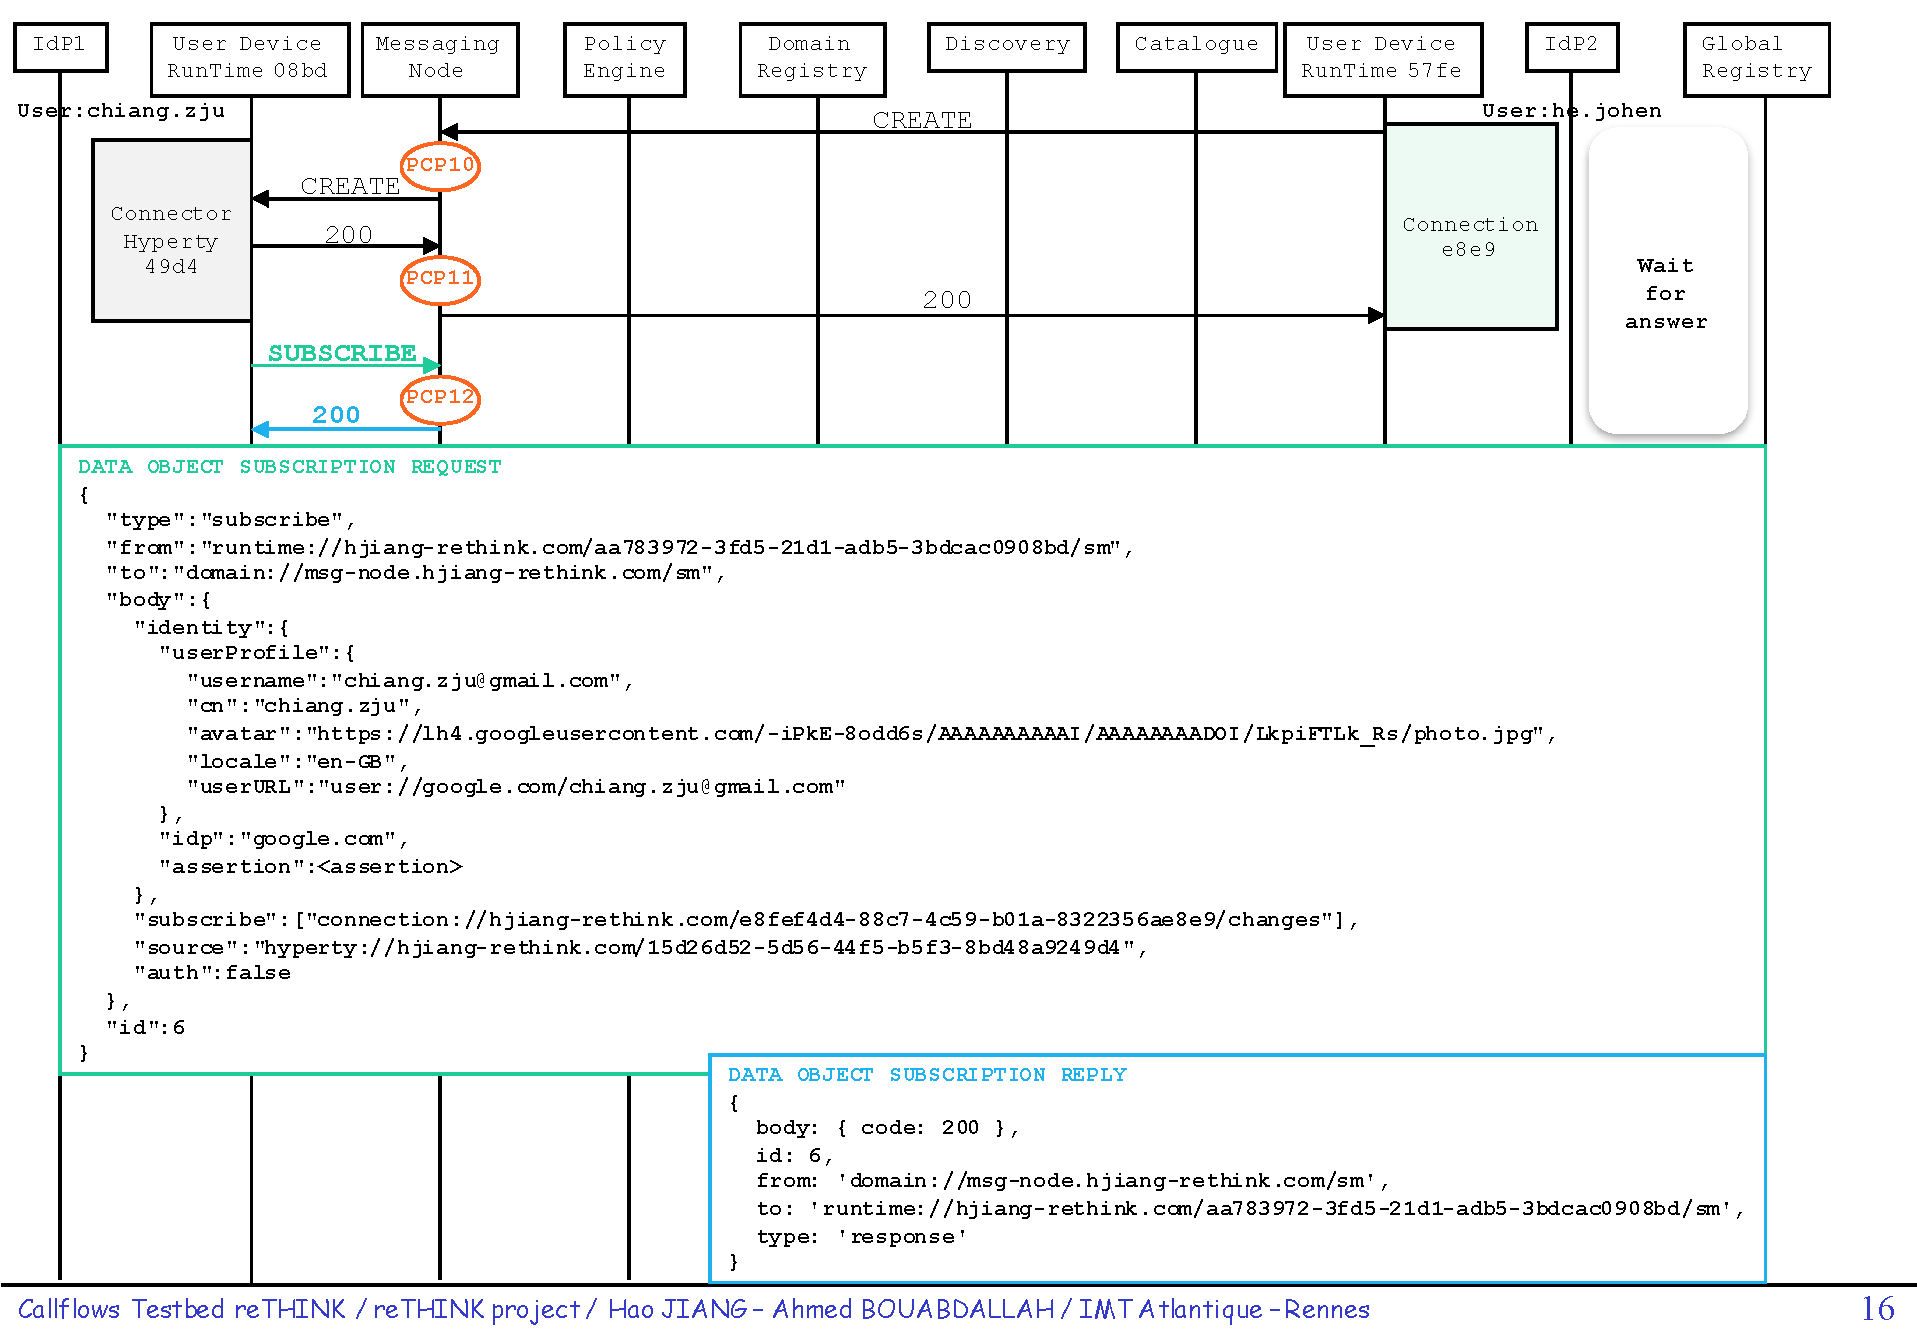 IdP1
User Device
RunTime 08bd
Messaging
Node
Policy
Engine
Domain
Registry
Discovery
Catalogue
User Device
RunTime 57fe
IdP2
Global
Registry
User:chiang.zju
User:he.johen
CREATE
PCP10
CREATE
Connector
Hyperty
49d4
200
PCP11
200
Connection
e8e9
Wait
for
answer
SUBSCRIBE
PCP12
200
DATA OBJECT SUBSCRIPTION REQUEST
{
"type":"subscribe",
"from":"runtime://hjiang-rethink.com/aa783972-3fd5-21d1-adb5-3bdcac0908bd/sm",
"to":"domain://msg-node.hjiang-rethink.com/sm",
"body":{
"identity":{
"userProfile":{
"username":"chiang.zju@gmail.com",
"cn":"chiang.zju",
"avatar":"https://lh4.googleusercontent.com/-iPkE-8odd6s/AAAAAAAAAAI/AAAAAAAADOI/LkpiFTLk_Rs/photo.jpg",
"locale":"en-GB",
"userURL":"user://google.com/chiang.zju@gmail.com"
},
"idp":"google.com",
"assertion":<assertion>
},
"subscribe":["connection://hjiang-rethink.com/e8fef4d4-88c7-4c59-b01a-8322356ae8e9/changes"],
"source":"hyperty://hjiang-rethink.com/15d26d52-5d56-44f5-b5f3-8bd48a9249d4",
"auth":false
},
"id":6
}
DATA OBJECT SUBSCRIPTION REPLY
{
body: { code: 200 },
id: 6,
from: 'domain://msg-node.hjiang-rethink.com/sm',
to: 'runtime://hjiang-rethink.com/aa783972-3fd5-21d1-adb5-3bdcac0908bd/sm',
type: 'response'
}
Callflows Testbed reTHINK / reTHINK project / Hao JIANG – Ahmed BOUABDALLAH / IMT Atlantique – Rennes
16